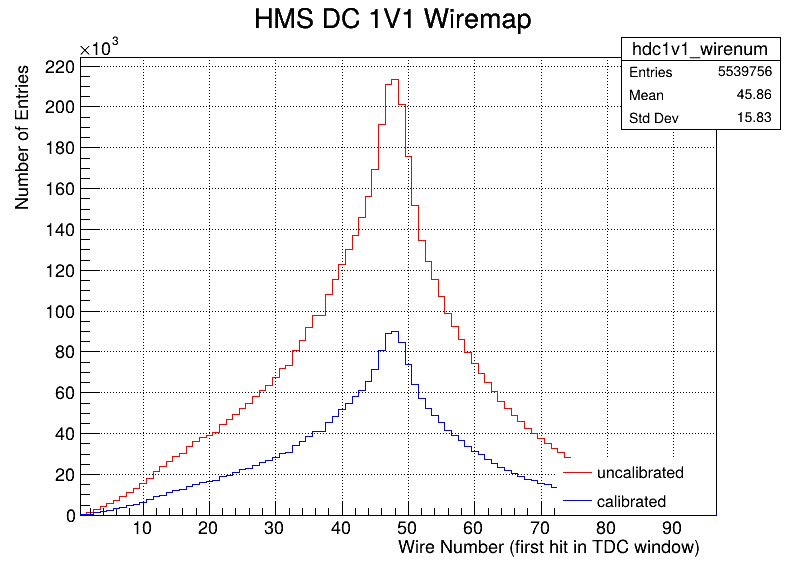 HMS DC 1V1 Wiremap
×10³
hdc1v1_wirenum
Entries 5539756
Mean 45.86
Std Dev 15.83
Number of Entries
220
200
180
160
140
120
100
80
60
40
20
0
uncalibrated
calibrated
10 20 30 40 50 60 70 80 90
Wire Number (first hit in TDC window)